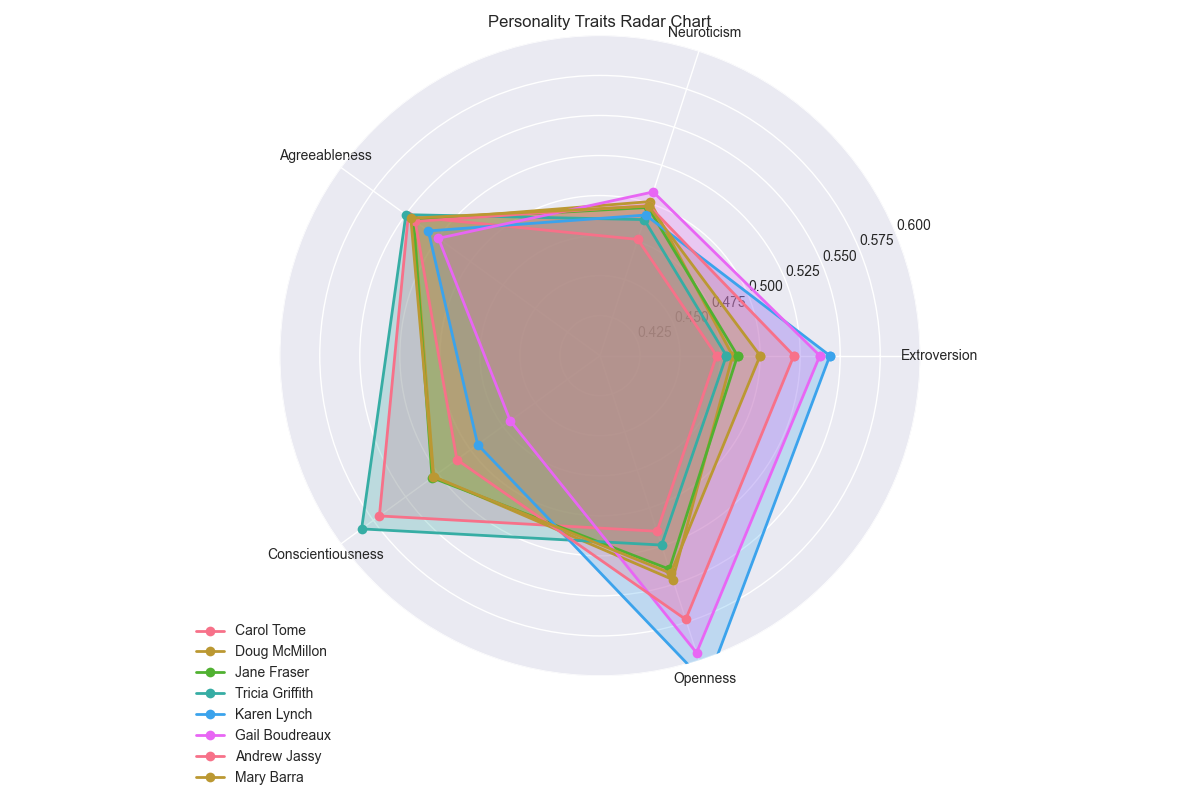 Personality Traits Radar Chart
Neuroticism
Agreeableness
0.600
0.575
0.550
0.525
0.500
0.475
0.450
0.425
Extroversion
Conscientiousness
Openness
Carol Tome
Doug McMillon
Jane Fraser
Tricia Griffith
Karen Lynch
Gail Boudreaux
Andrew Jassy
Mary Barra